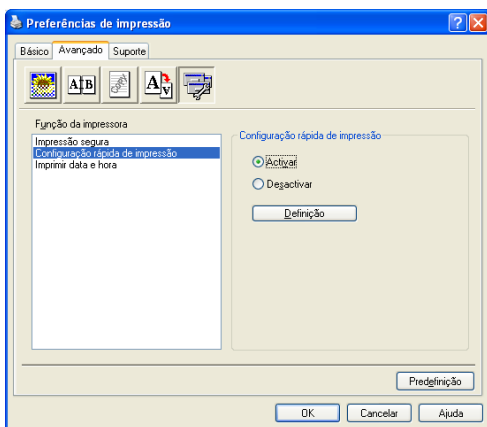 Preferências de impressão
Básico Avançado Suporte
A B A A
Função da impressora
Impressão segura
Configuração rápida de impressão
Imprimir data e hora
Configuração rápida de impressão
Activar
Desactivar
Definição
Predefinição
OK Cancelar Ajuda